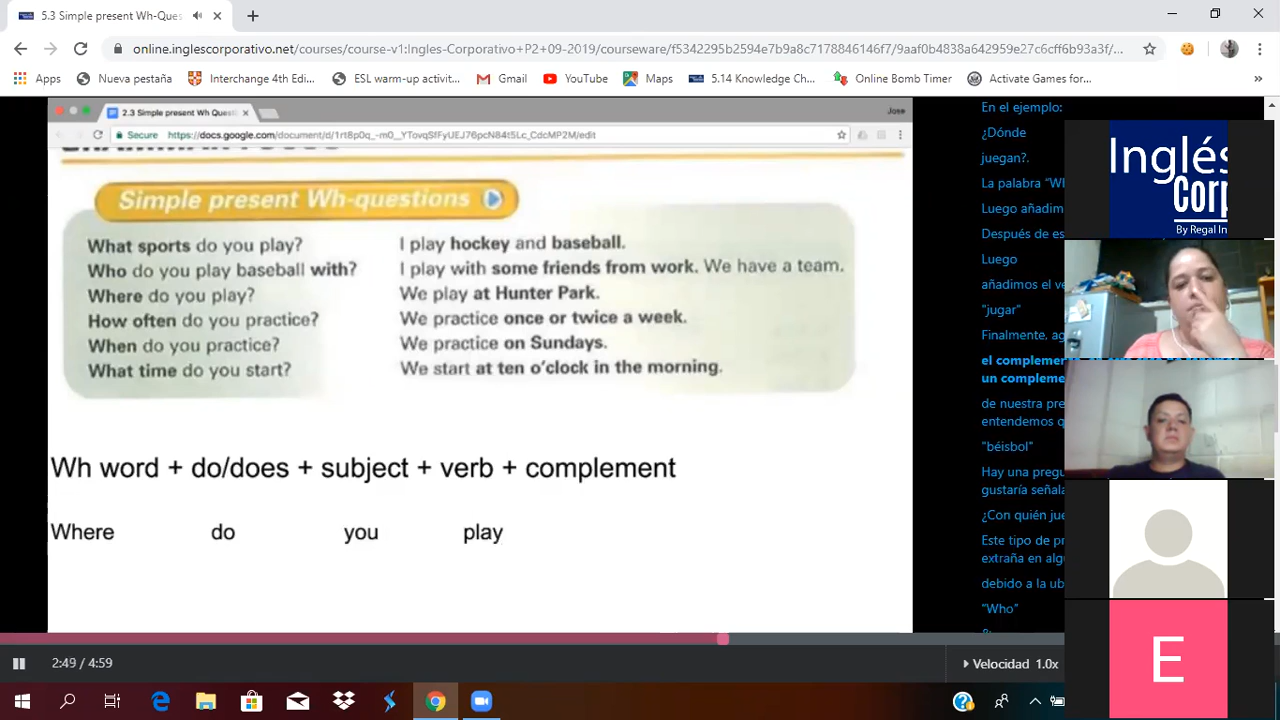 5.3 Simple present Wh-Ques
online.inglescorporativo.net/courses/course-v1:Ingles-Corporativo+P2+09-2019/courseware/f5342295b2594e7b9a8c7178846146f7/9aaf0b4838a642959e27c6cff6b93a3f/...
Apps
Nueva pestaña
Interchange 4th Edi...
ESL warm-up activit...
Gmail
YouTube
Maps
5.14 Knowledge Ch...
Online Bomb Timer
Activate Games for...
»
2.3 Simple present Wh Questi
Jose
Secure
https://docs.google.com/document/d/1rt8p0q_-m0__YTovqSfFyUEJ76pcN84t5Lc_CdcMP2M/edit
Simple present Wh-questions
What sports do you play? I play hockey and baseball.
Who do you play baseball with? I play with some friends from work. We have a team.
Where do you play? We play at Hunter Park.
How often do you practice? We practice once or twice a week.
When do you practice? We practice on Sundays.
What time do you start? We start at ten o'clock in the morning.
Wh word + do/does + subject + verb + complement
Where do you play
2:49 / 4:59
Velocidad 1.0x
En el ejemplo:
¿Dónde
juegan?.
La palabra "Wh
Luego añadim
Después de es
Luego
añadimos el ve
"jugar"
Finalmente, ag
el complemen
un compleme
de nuestra pre
entendemos q
"béisbol"
Hay una pregu
gustaría señala
¿Con quién jue
Este tipo de pr
extraña en algu
debido a la ub
"Who"
Inglés
Corp
By Regal In
E